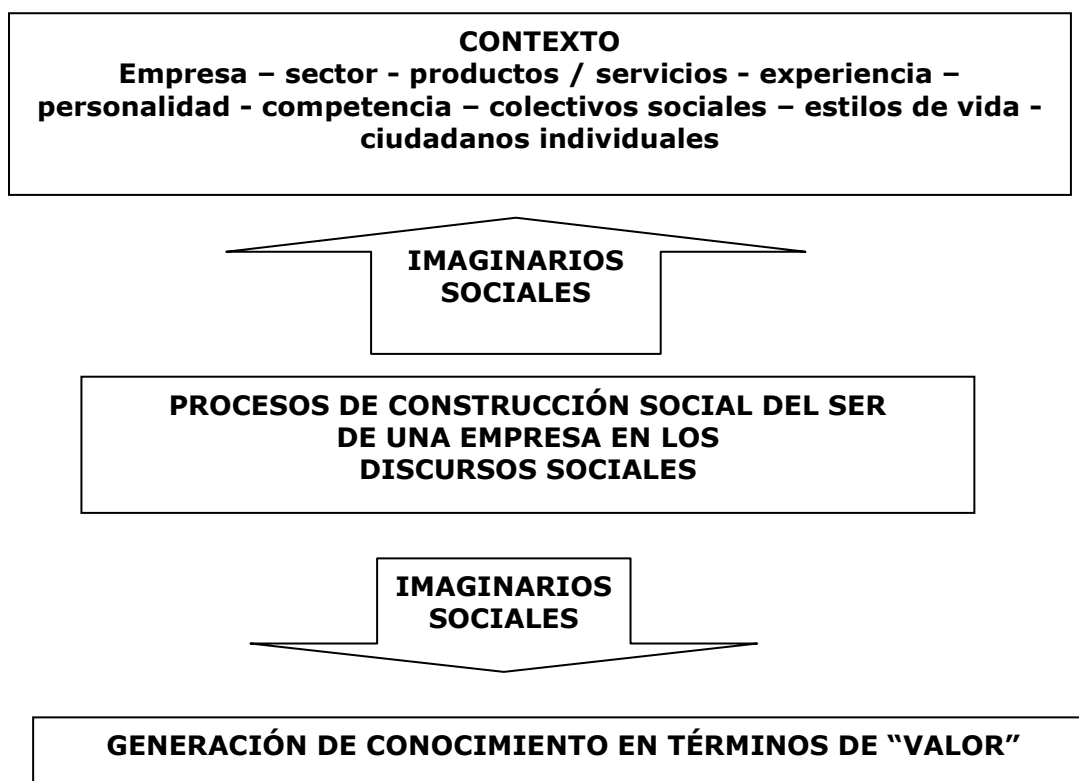 CONTEXTO
Empresa – sector - productos / servicios - experiencia –
personalidad - competencia – colectivos sociales – estilos de vida -
ciudadanos individuales
IMAGINARIOS
SOCIALES
PROCESOS DE CONSTRUCCIÓN SOCIAL DEL SER
DE UNA EMPRESA EN LOS
DISCURSOS SOCIALES
IMAGINARIOS
SOCIALES
GENERACIÓN DE CONOCIMIENTO EN TÉRMINOS DE “VALOR”